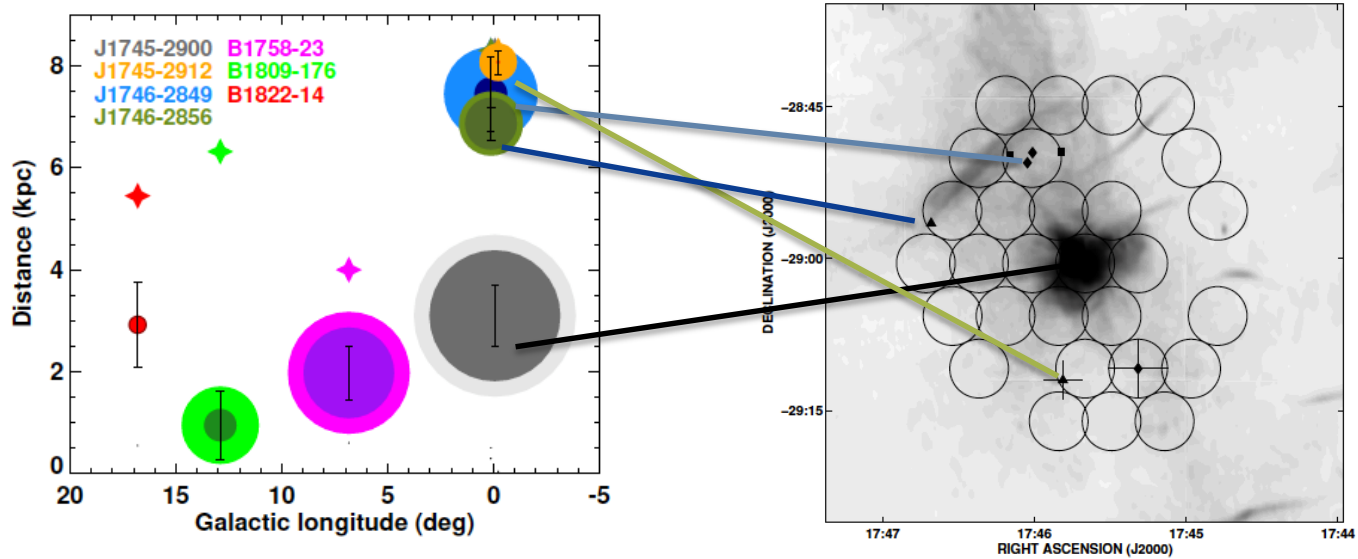 J1745-2900 B1758-23
J1745-2912 B1809-176
J1746-2849 B1822-14
J1746-2856
Distance (kpc)
8
6
4
2
0
20 15 10 5 0 -5
Galactic longitude (deg)
DECLINATION (J2000)
-28:45
-29:00
-29:15
17:47 17:46 17:45 17:44
RIGHT ASCENSION (J2000)